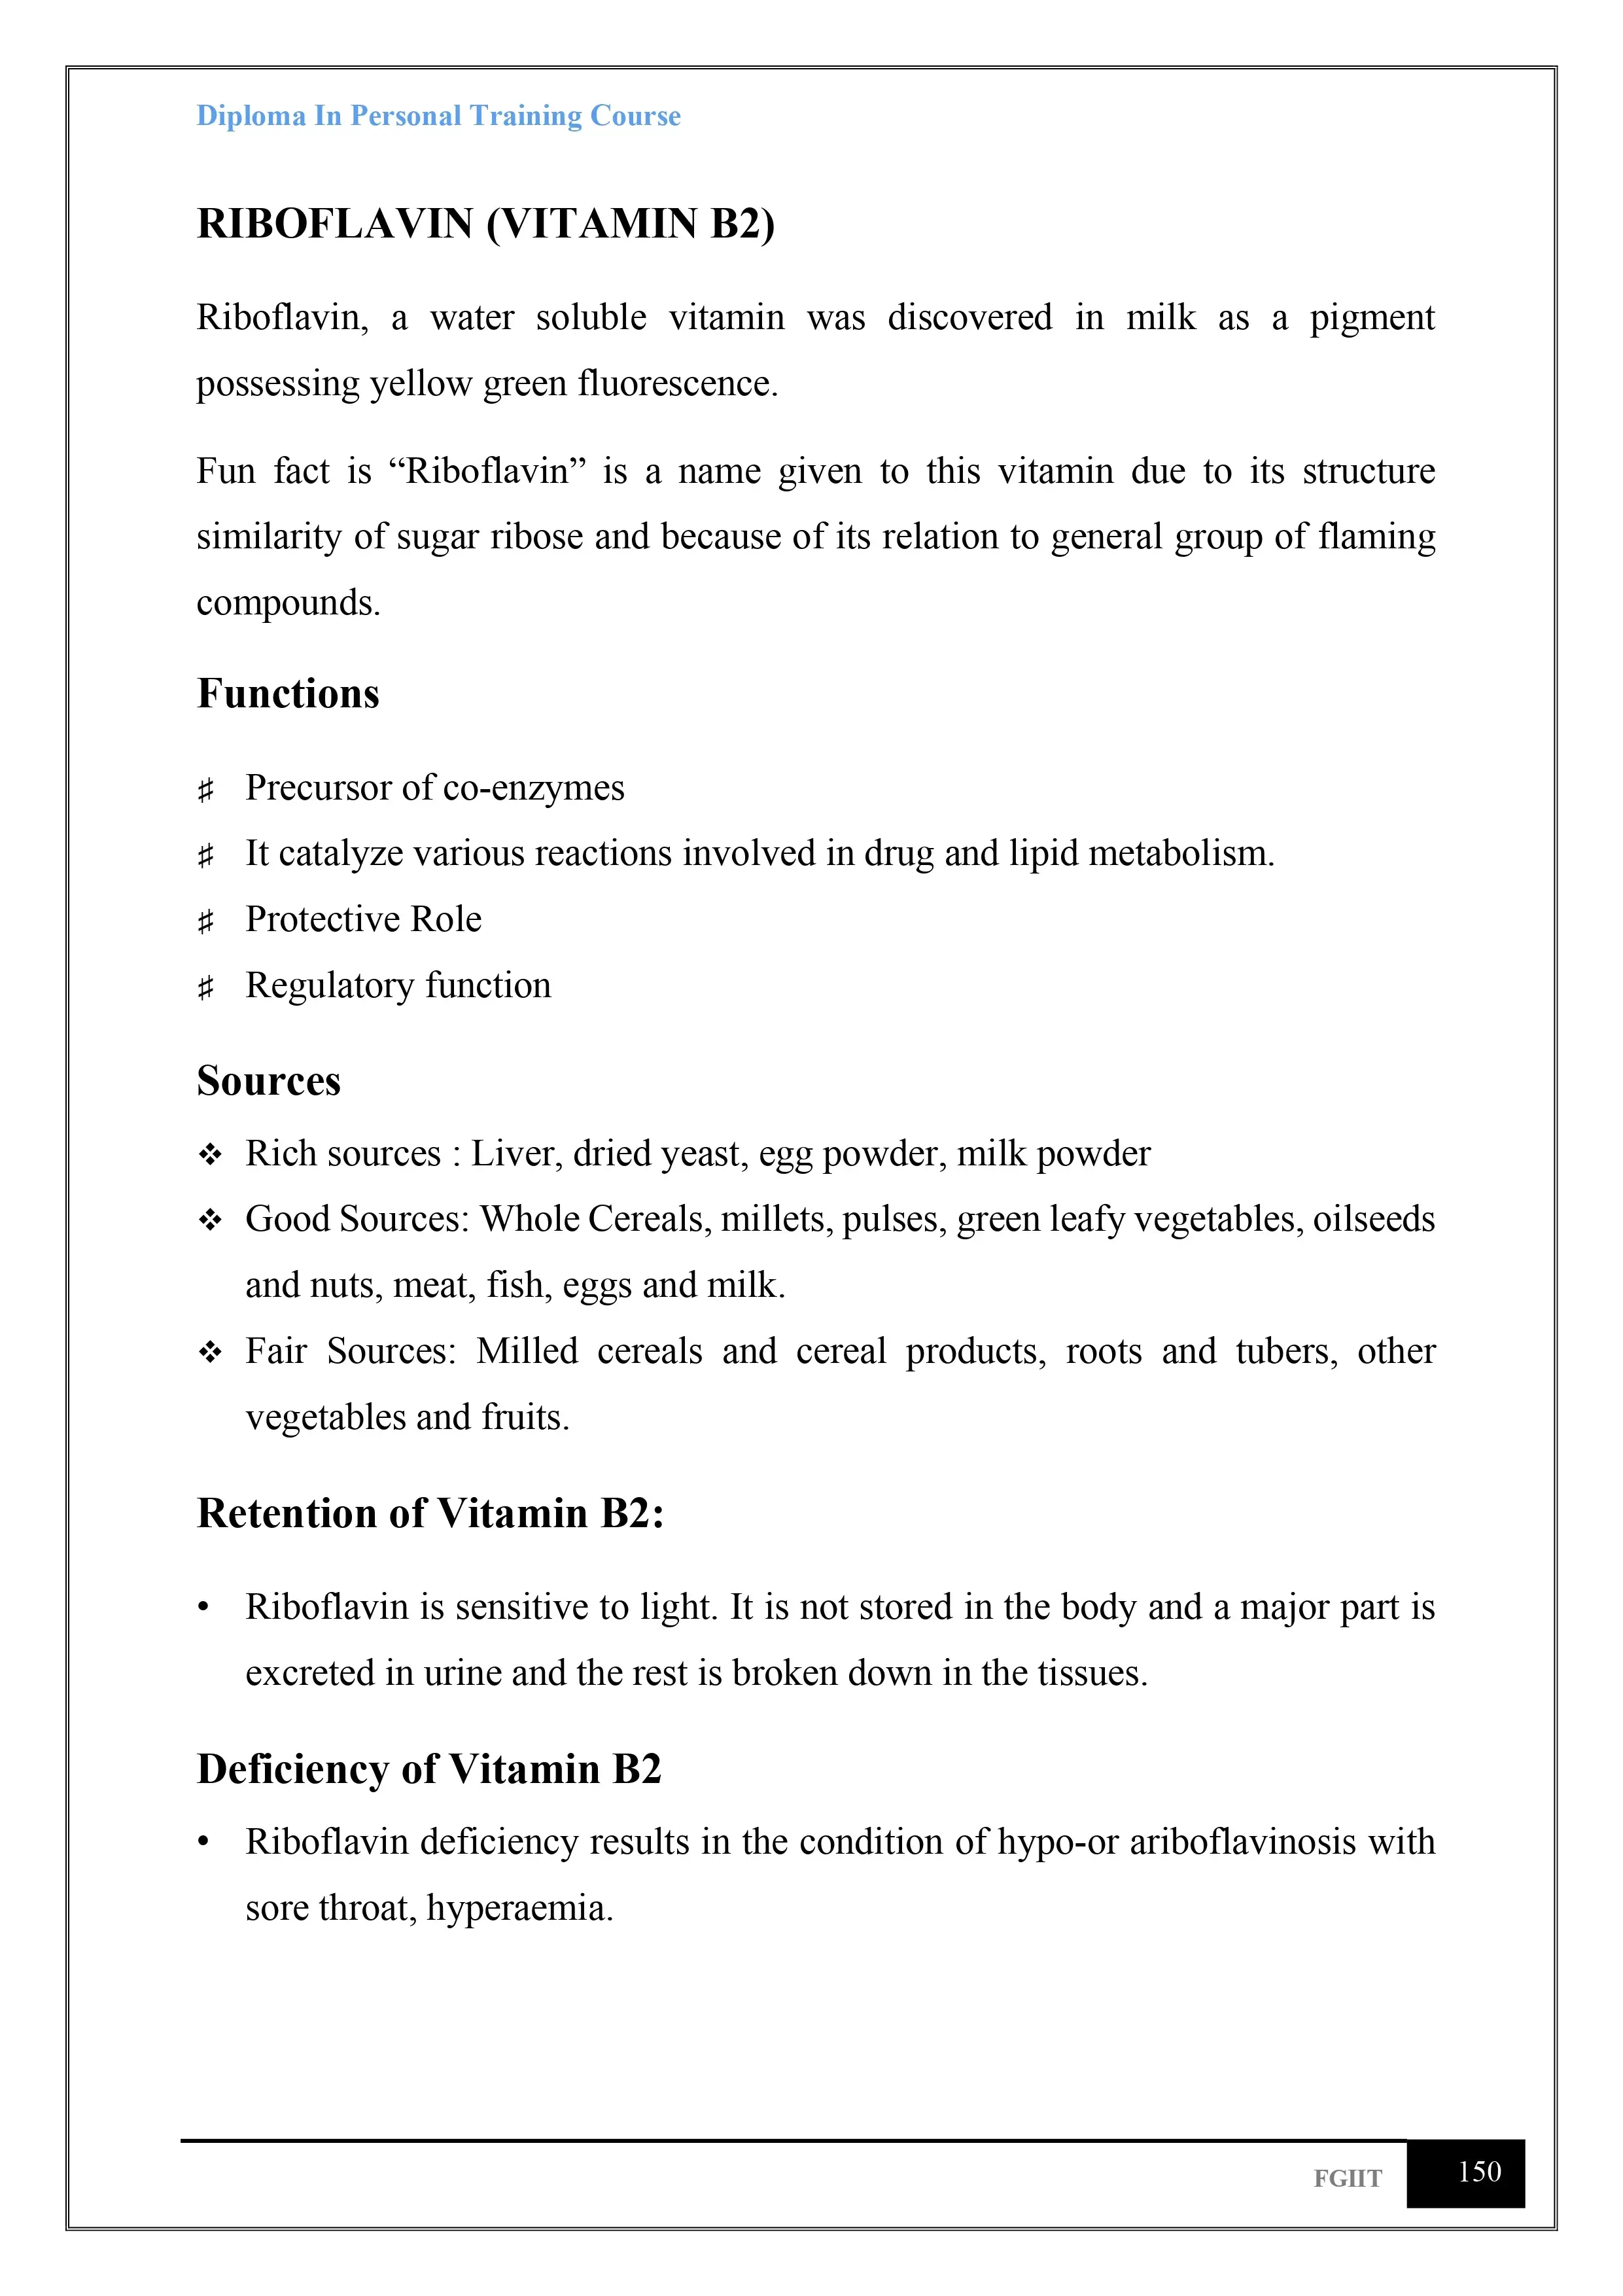 Diploma In Personal Training Course
RIBOFLAVIN (VITAMIN B2)
Riboflavin, a water soluble vitamin was discovered in milk as a pigment
possessing yellow green fluorescence.
Fun fact is “Riboflavin” is a name given to this vitamin due to its structure
similarity of sugar ribose and because of its relation to general group of flaming
compounds.
Functions
♯ Precursor of co-enzymes
♯ It catalyze various reactions involved in drug and lipid metabolism.
♯ Protective Role
♯ Regulatory function
Sources
❖ Rich sources : Liver, dried yeast, egg powder, milk powder
❖ Good Sources: Whole Cereals, millets, pulses, green leafy vegetables, oilseeds
and nuts, meat, fish, eggs and milk.
❖ Fair Sources: Milled cereals and cereal products, roots and tubers, other
vegetables and fruits.
Retention of Vitamin B2:
• Riboflavin is sensitive to light. It is not stored in the body and a major part is
excreted in urine and the rest is broken down in the tissues.
Deficiency of Vitamin B2
• Riboflavin deficiency results in the condition of hypo-or ariboflavinosis with
sore throat, hyperaemia.
FGIIT 150